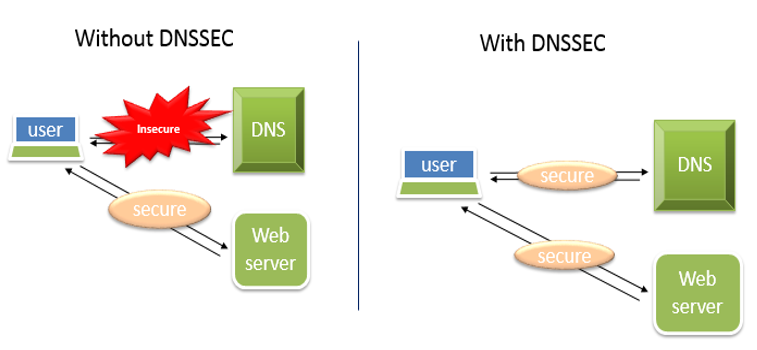 Without DNSSEC
user
Insecure
DNS
secure
Web
server
With DNSSEC
user
secure
DNS
secure
Web
server